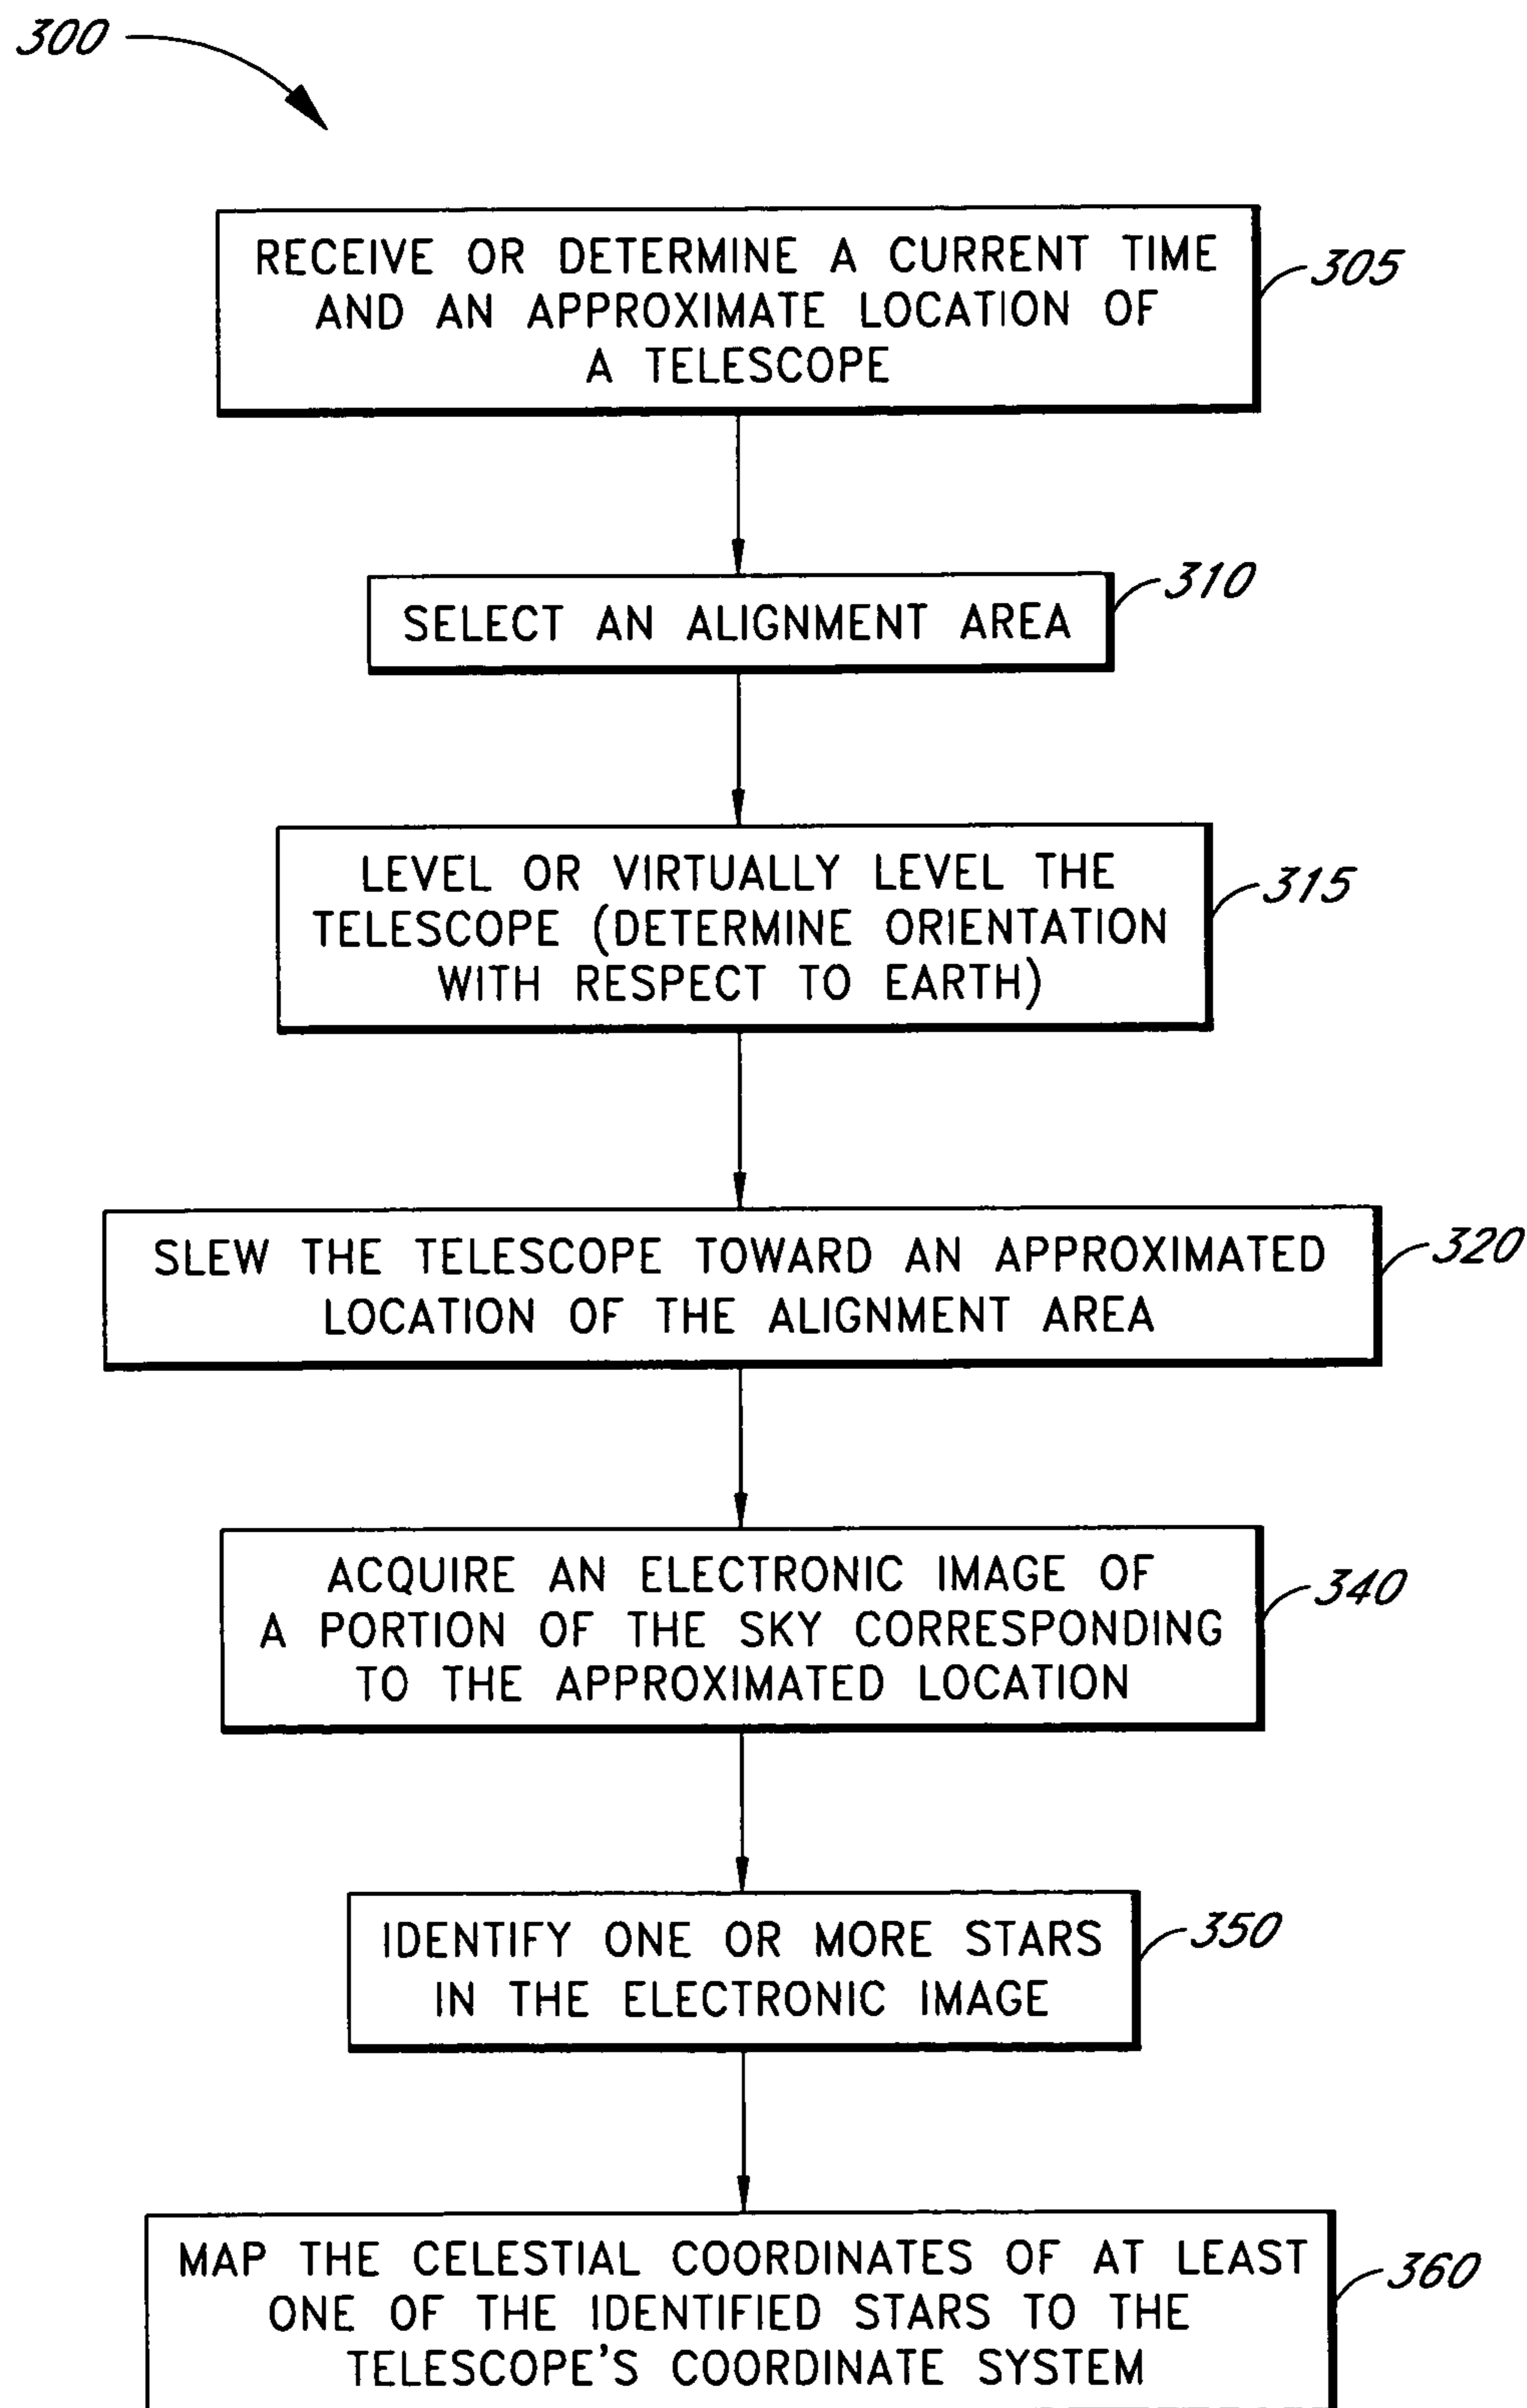 300
RECEIVE OR DETERMINE A CURRENT TIME
AND AN APPROXIMATE LOCATION OF
A TELESCOPE
305
SELECT AN ALIGNMENT AREA
310
LEVEL OR VIRTUALLY LEVEL THE
TELESCOPE (DETERMINE ORIENTATION
WITH RESPECT TO EARTH)
315
SLEW THE TELESCOPE TOWARD AN APPROXIMATED
LOCATION OF THE ALIGNMENT AREA
320
ACQUIRE AN ELECTRONIC IMAGE OF
A PORTION OF THE SKY CORRESPONDING
TO THE APPROXIMATED LOCATION
340
IDENTIFY ONE OR MORE STARS
IN THE ELECTRONIC IMAGE
350
MAP THE CELESTIAL COORDINATES OF AT LEAST
ONE OF THE IDENTIFIED STARS TO THE
TELESCOPE'S COORDINATE SYSTEM
360